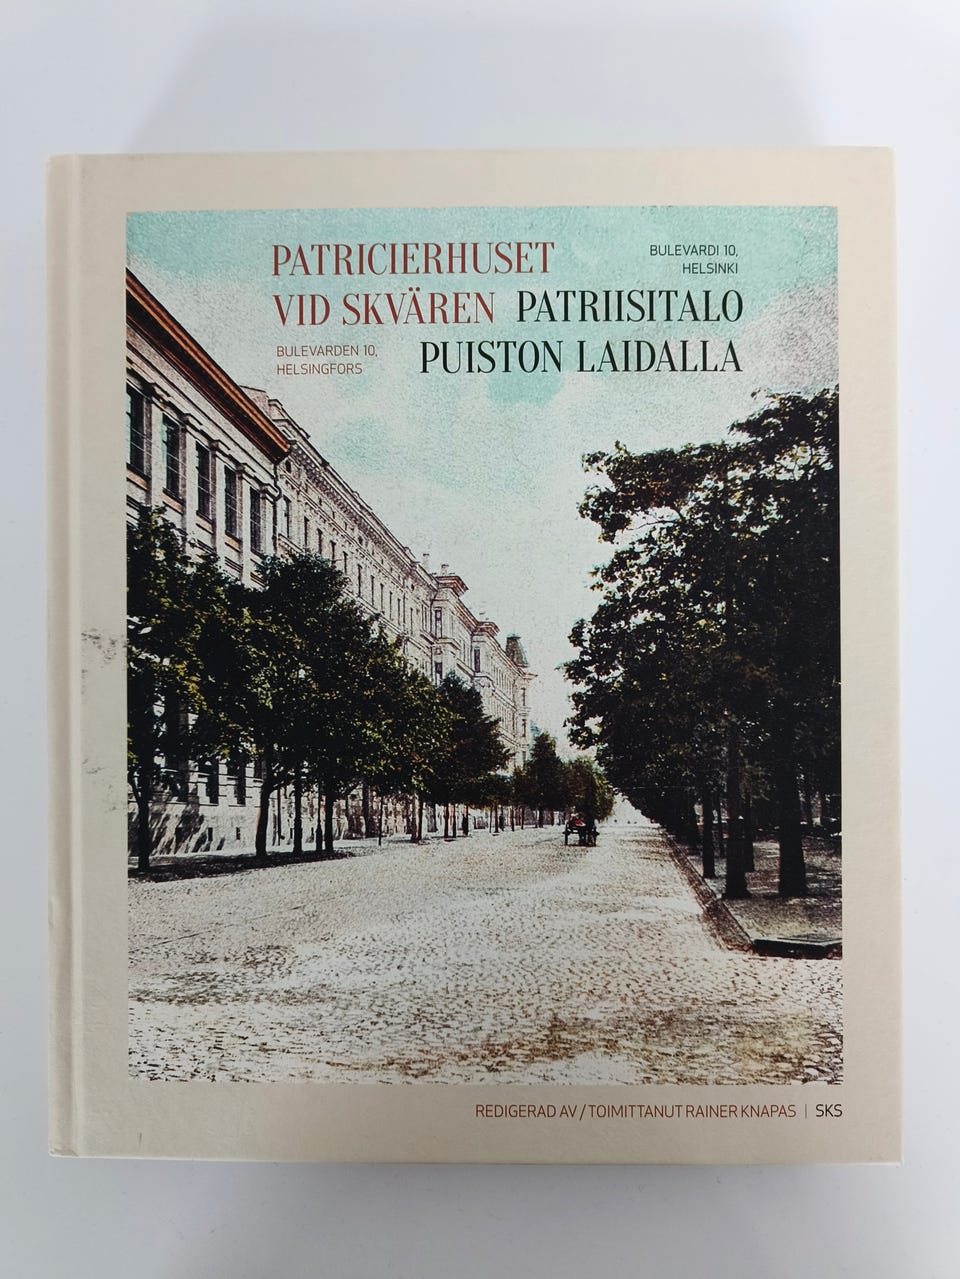 PATRICIERHUSET
VID SKVÄREN
BULEVARDEN 10,
HELSINGFORS
BULEVARDI 10,
HELSINKI
PATRIISITALO
PUISTON LAIDALLA
REDIGERAD AV / TOIMITTANUT RAINER KNAPAS | SKS